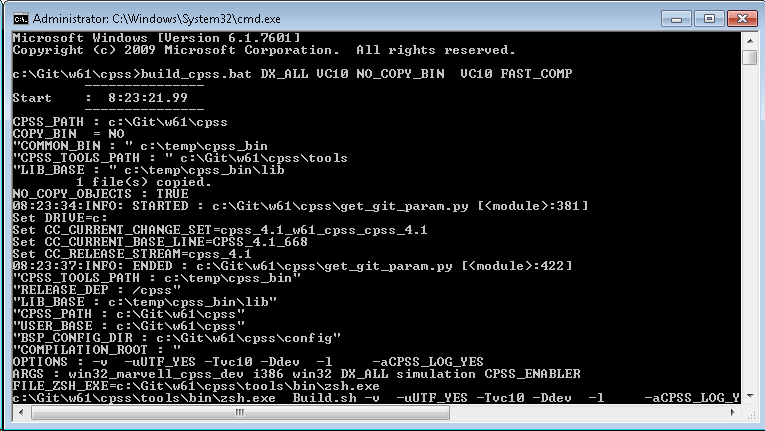 Administrator: C:\Windows\System32\cmd.exe
Microsoft Windows [Version 6.1.7601]
Copyright (c) 2009 Microsoft Corporation.  All rights reserved.
c:\Git\w61\cpss>build_cpss.bat DX_ALL VC10 NO_COPY_BIN  VC10 FAST_COMP
---------------
Start    :  8:23:21.99
---------------
CPSS_PATH : c:\Git\w61\cpss
COPY_BIN  = NO
"COMMON_BIN : " c:\temp\cpss_bin
"CPSS_TOOLS_PATH : " c:\Git\w61\cpss\tools
"LIB_BASE : " c:\temp\cpss_bin\lib
1 file(s) copied.
NO_COPY_OBJECTS : TRUE
08:23:34:INFO: STARTED : c:\Git\w61\cpss\get_git_param.py [<module>:381]
Set DRIVE=c:
Set CC_CURRENT_CHANGE_SET=cpss_4.1_w61_cpss_cpss_4.1
Set CC_CURRENT_BASE_LINE=CPSS_4.1_668
Set CC_RELEASE_STREAM=cpss_4.1
08:23:37:INFO: ENDED : c:\Git\w61\cpss\get_git_param.py [<module>:422]
"CPSS_TOOLS_PATH : c:\temp\cpss_bin"
"RELEASE_DEP : /cpss"
"LIB_BASE : c:\temp\cpss_bin\lib"
"CPSS_PATH : c:\Git\w61\cpss"
"USER_BASE : c:\Git\w61\cpss"
"BSP_CONFIG_DIR : c:\Git\w61\cpss\config"
"COMPILATION_ROOT : "
OPTIONS : -v  -uUTF_YES -Tvc10 -Ddev  -l     -aCPSS_LOG_YES
ARGS : win32_marvell_cpss_dev i386 win32 DX_ALL simulation CPSS_ENABLER
FILE_ZSH_EXE=c:\Git\w61\cpss\tools\bin\zsh.exe
c:\Git\w61\cpss\tools\bin\zsh.exe  Build.sh -v  -uUTF_YES -Tvc10 -Ddev  -l     -aCPSS_LOG_Y